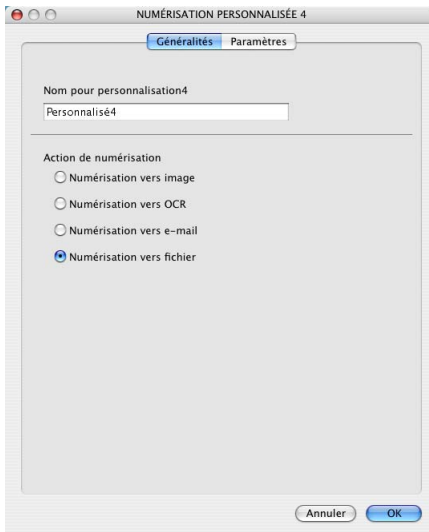 NUMÉRISATION PERSONNALISÉE 4
Généralités Paramètres
Nom pour personnalisation4
Personnalisé4
Action de numérisation
Numérisation vers image
Numérisation vers OCR
Numérisation vers e-mail
Numérisation vers fichier
Annuler OK